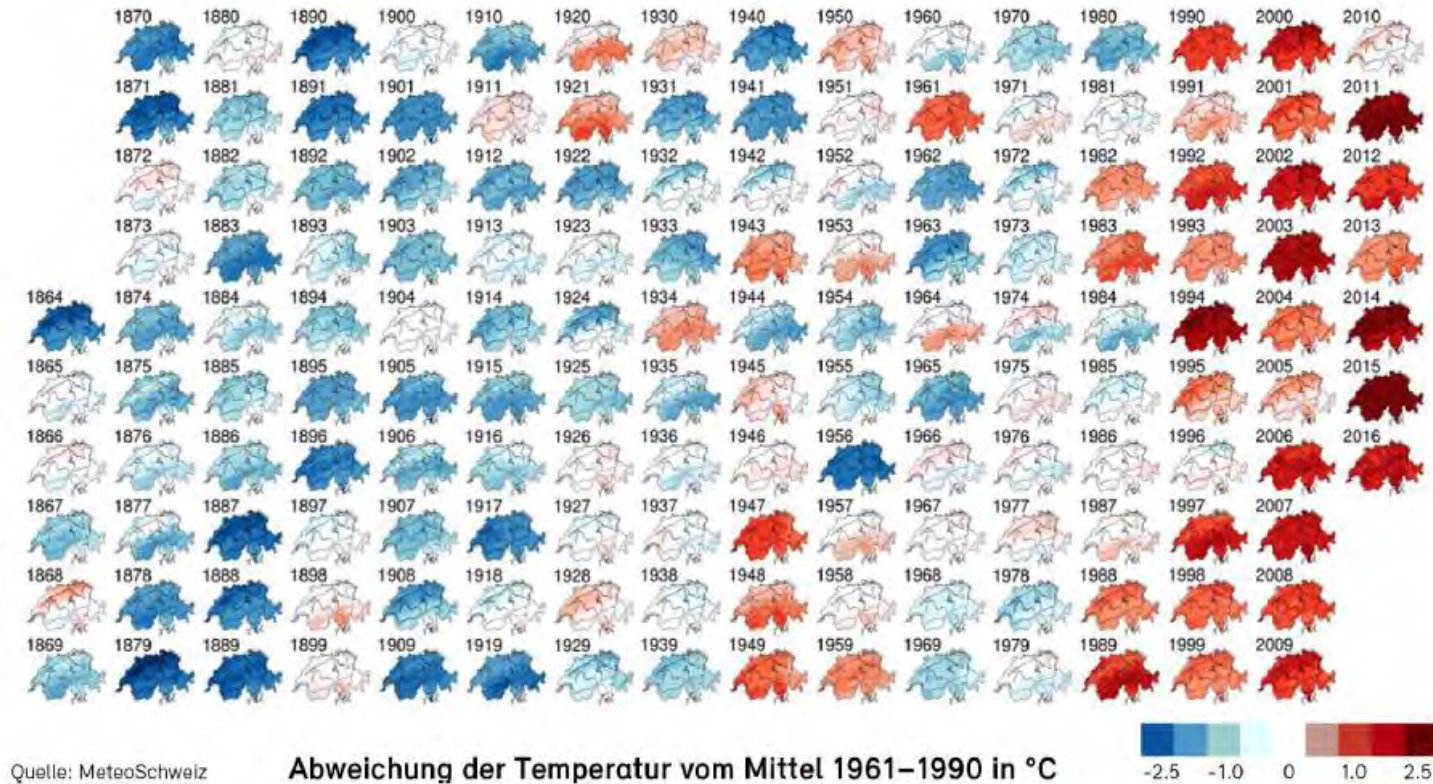 1870 1880 1890 1900 1910 1920 1930 1940 1950 1960 1970 1980 1990 2000 2010
1871 1881 1891 1901 1911 1921 1931 1941 1951 1961 1971 1981 1991 2001 2011
1872 1882 1892 1902 1912 1922 1932 1942 1952 1962 1972 1982 1992 2002 2012
1873 1883 1893 1903 1913 1923 1933 1943 1953 1963 1973 1983 1993 2003 2013
1864 1874 1884 1894 1904 1914 1924 1934 1944 1954 1964 1974 1984 1994 2004 2014
1865 1875 1885 1895 1905 1915 1925 1935 1945 1955 1965 1975 1985 1995 2005 2015
1866 1876 1886 1896 1906 1916 1926 1936 1946 1956 1966 1976 1986 1996 2006 2016
1867 1877 1887 1897 1907 1917 1927 1937 1947 1957 1967 1977 1987 1997 2007
1868 1878 1888 1898 1908 1918 1928 1938 1948 1958 1968 1978 1988 1998 2008
1869 1879 1889 1899 1909 1919 1929 1939 1949 1959 1969 1979 1989 1999 2009
Quelle: MeteoSchweiz
Abweichung der Temperatur vom Mittel 1961–1990 in °C
-2.5 -1.0 0 1.0 2.5